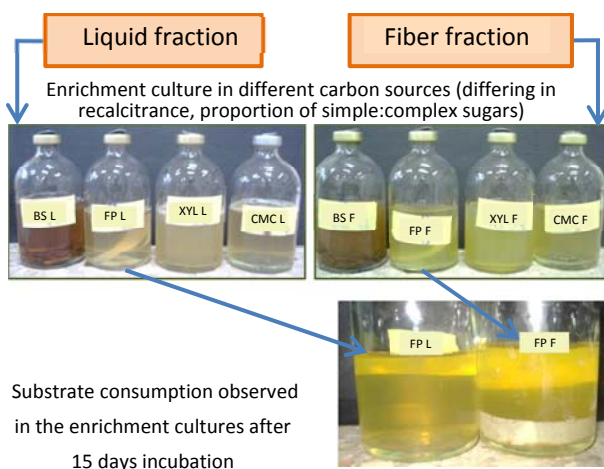 Liquid fraction
Fiber fraction
Enrichment culture in different carbon sources (differing in
recalcitrance, proportion of simple:complex sugars)
BS L
FP L
XYL L
CMC L
BS F
FP F
XYL F
CMC F
FP L
FP F
Substrate consumption observed
in the enrichment cultures after
15 days incubation